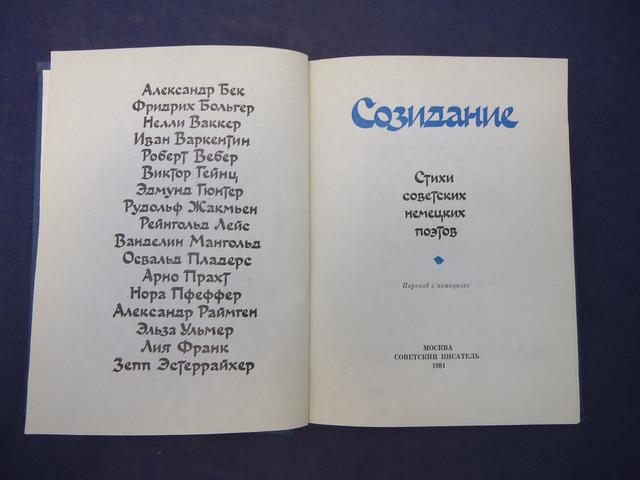 Александр Бек
Фридрих Больгер
Нелли Ваккер
Иван Варкентин
Роберт Вебер
Виктор Гейнц
Эдмунд Гюнтер
Рудольф Жакмьен
Рейнгольд Лейс
Ванделин Мангольд
Освальд Пладерс
Арно Прахт
Нора Пфеффер
Александр Раймген
Эльза Ульмер
Лия Франк
Зепп Эстеррайхер
Созидание
Стихи
советских
немецких
поэтов
Перевод с немецкого
МОСКВА
СОВЕТСКИЙ ПИСАТЕЛЬ
1981